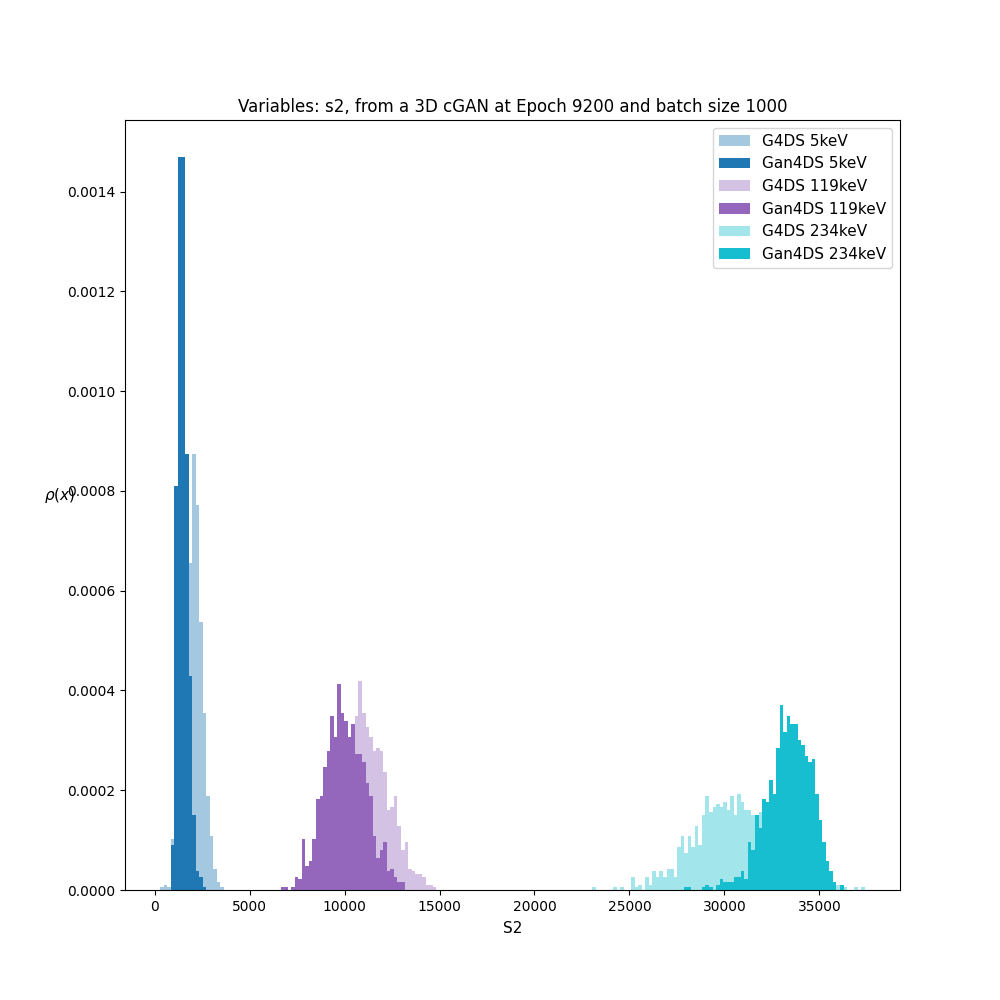 Variables: s2, from a 3D cGAN at Epoch 9200 and batch size 1000
G4DS 5keV
Gan4DS 5keV
G4DS 119keV
Gan4DS 119keV
G4DS 234keV
Gan4DS 234keV
0.0014
0.0012
0.0010
ρ(x)
0.0008
0.0006
0.0004
0.0002
0.0000
0 5000 10000 15000 20000 25000 30000 35000
S2